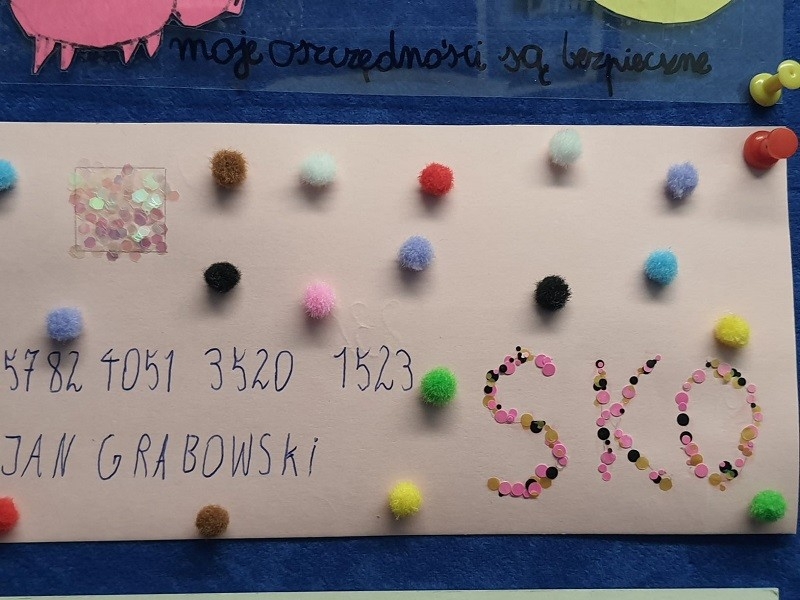 moje oszczędności są bezpieczne
5782 4051 3520 1523
JAN GRABOWSKi
SKO